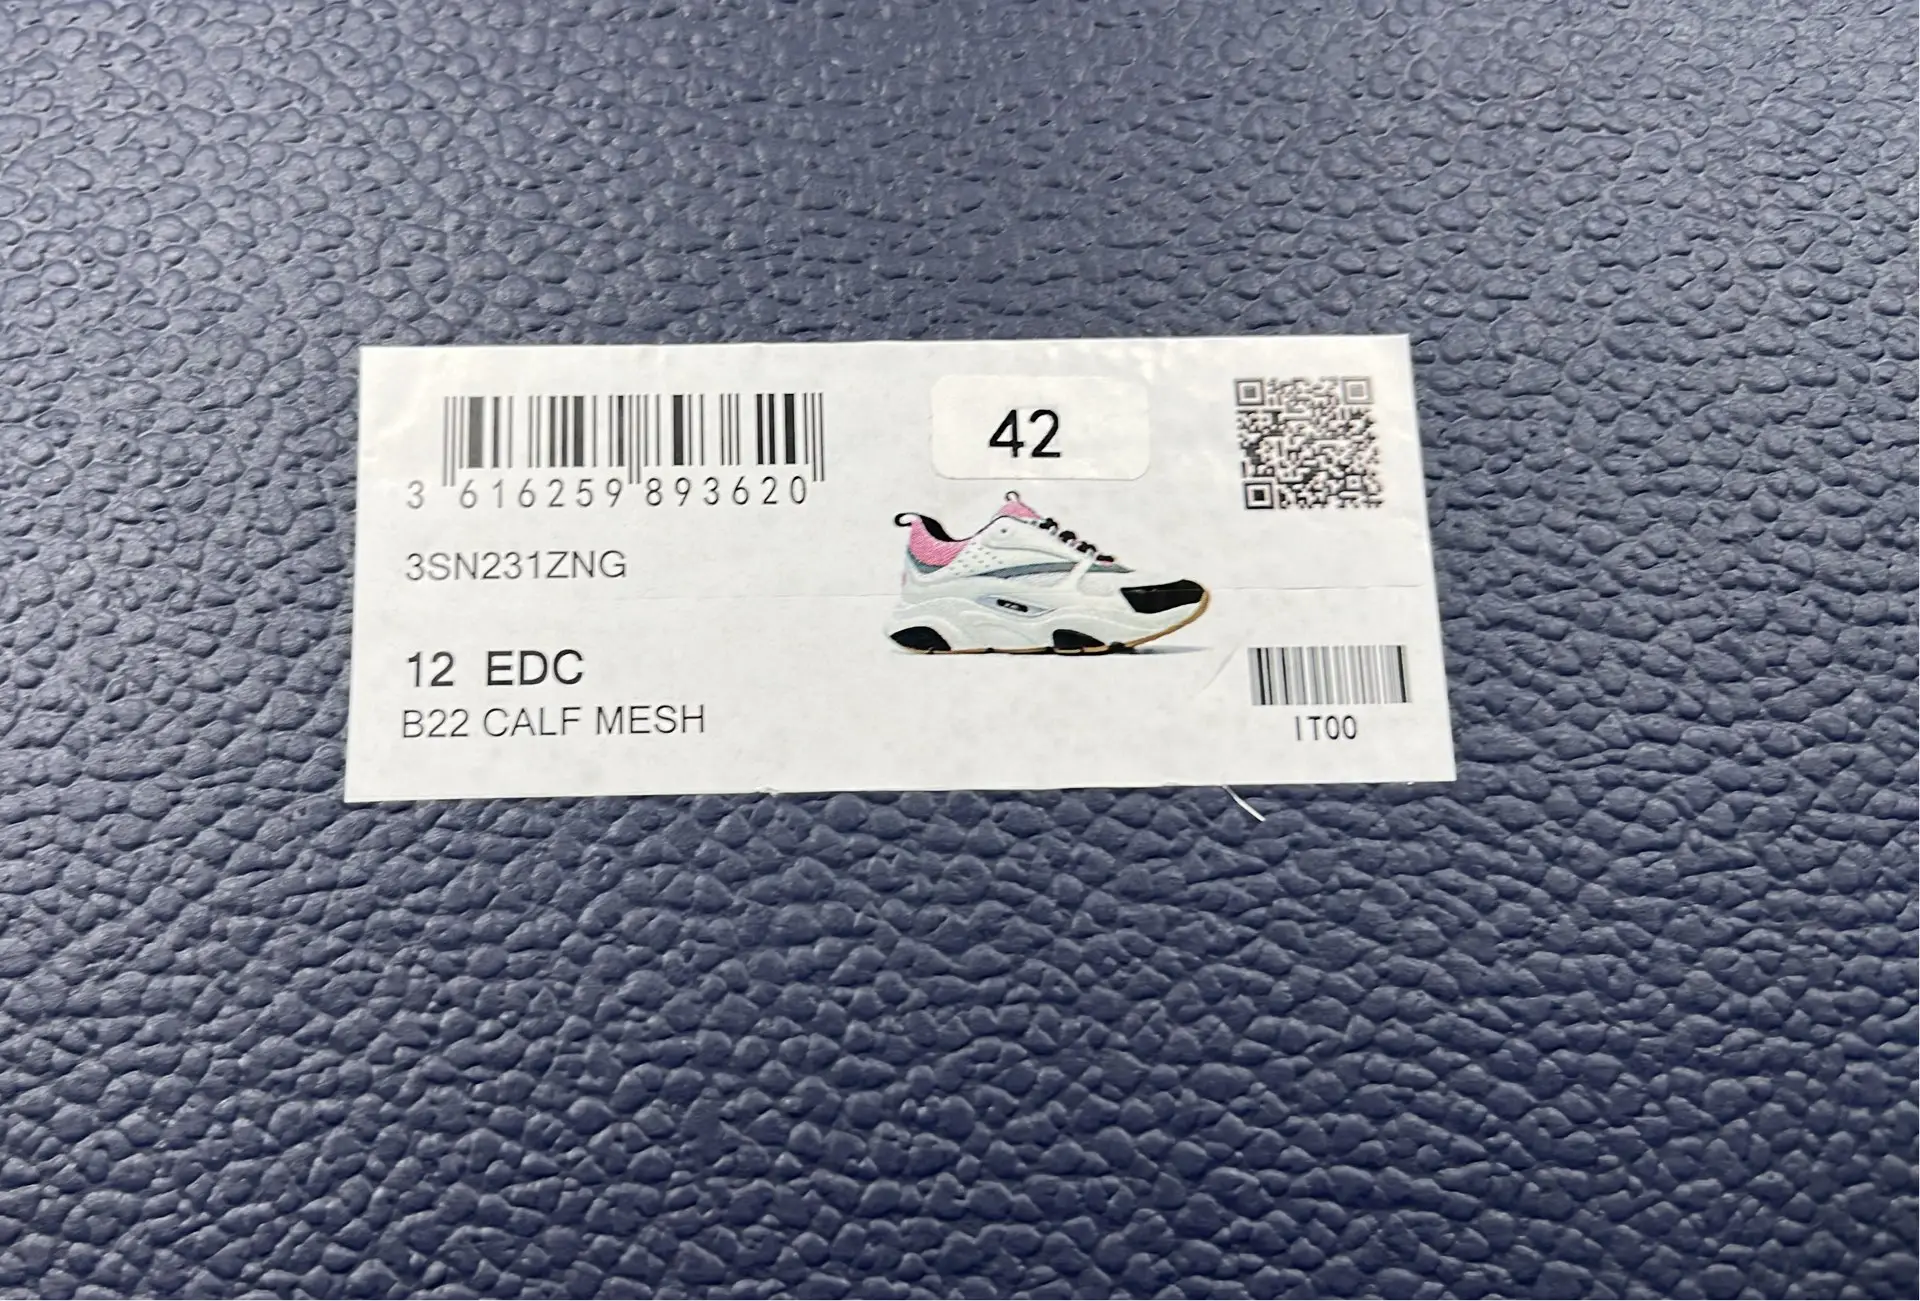 42
3 616259 893620
3SN231ZNG
12 EDC
B22 CALF MESH
IT00